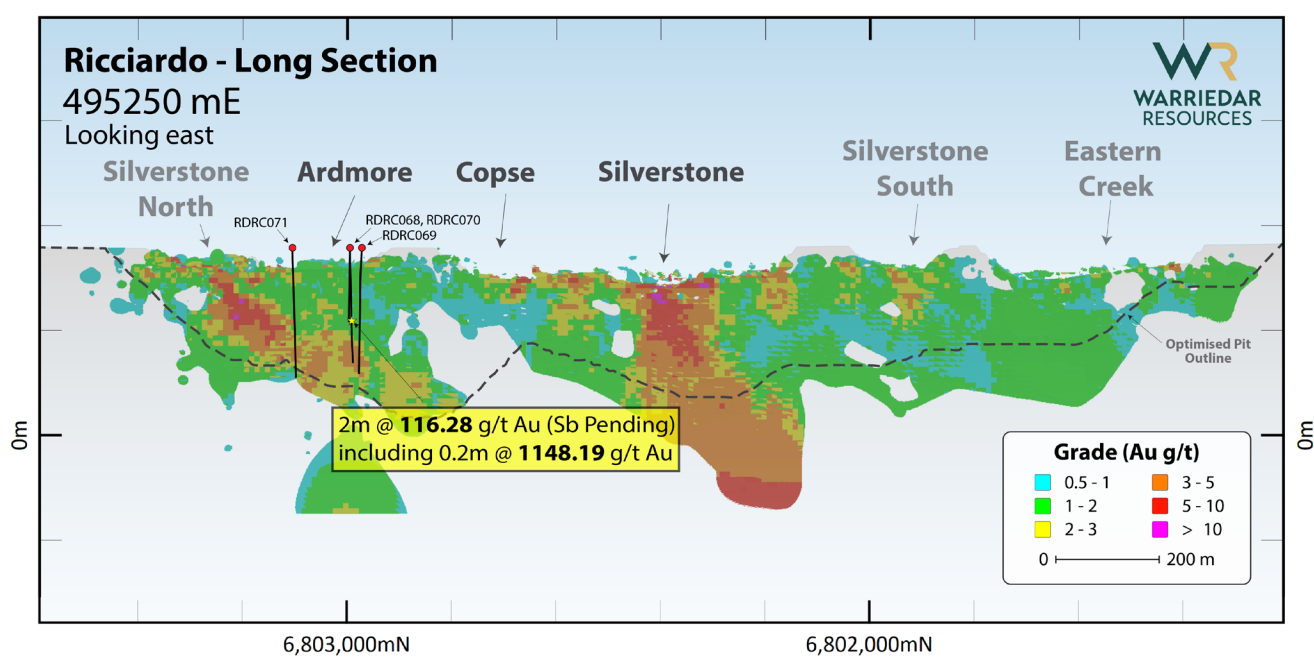 Ricciardo - Long Section
495250 mE
Looking east
WARRIEDAR
RESOURCES
Silverstone
North
Ardmore
Copse
Silverstone
Silverstone
South
Eastern
Creek
RDRC071
RDRC068, RDRC070
RDRC069
Optimised Pit
Outline
2m @ 116.28 g/t Au (Sb Pending)
including 0.2m @ 1148.19 g/t Au
0m
0m
Grade (Au g/t)
0.5 - 1
3 - 5
1 - 2
5 - 10
2 - 3
> 10
0
200 m
6,803,000mN
6,802,000mN